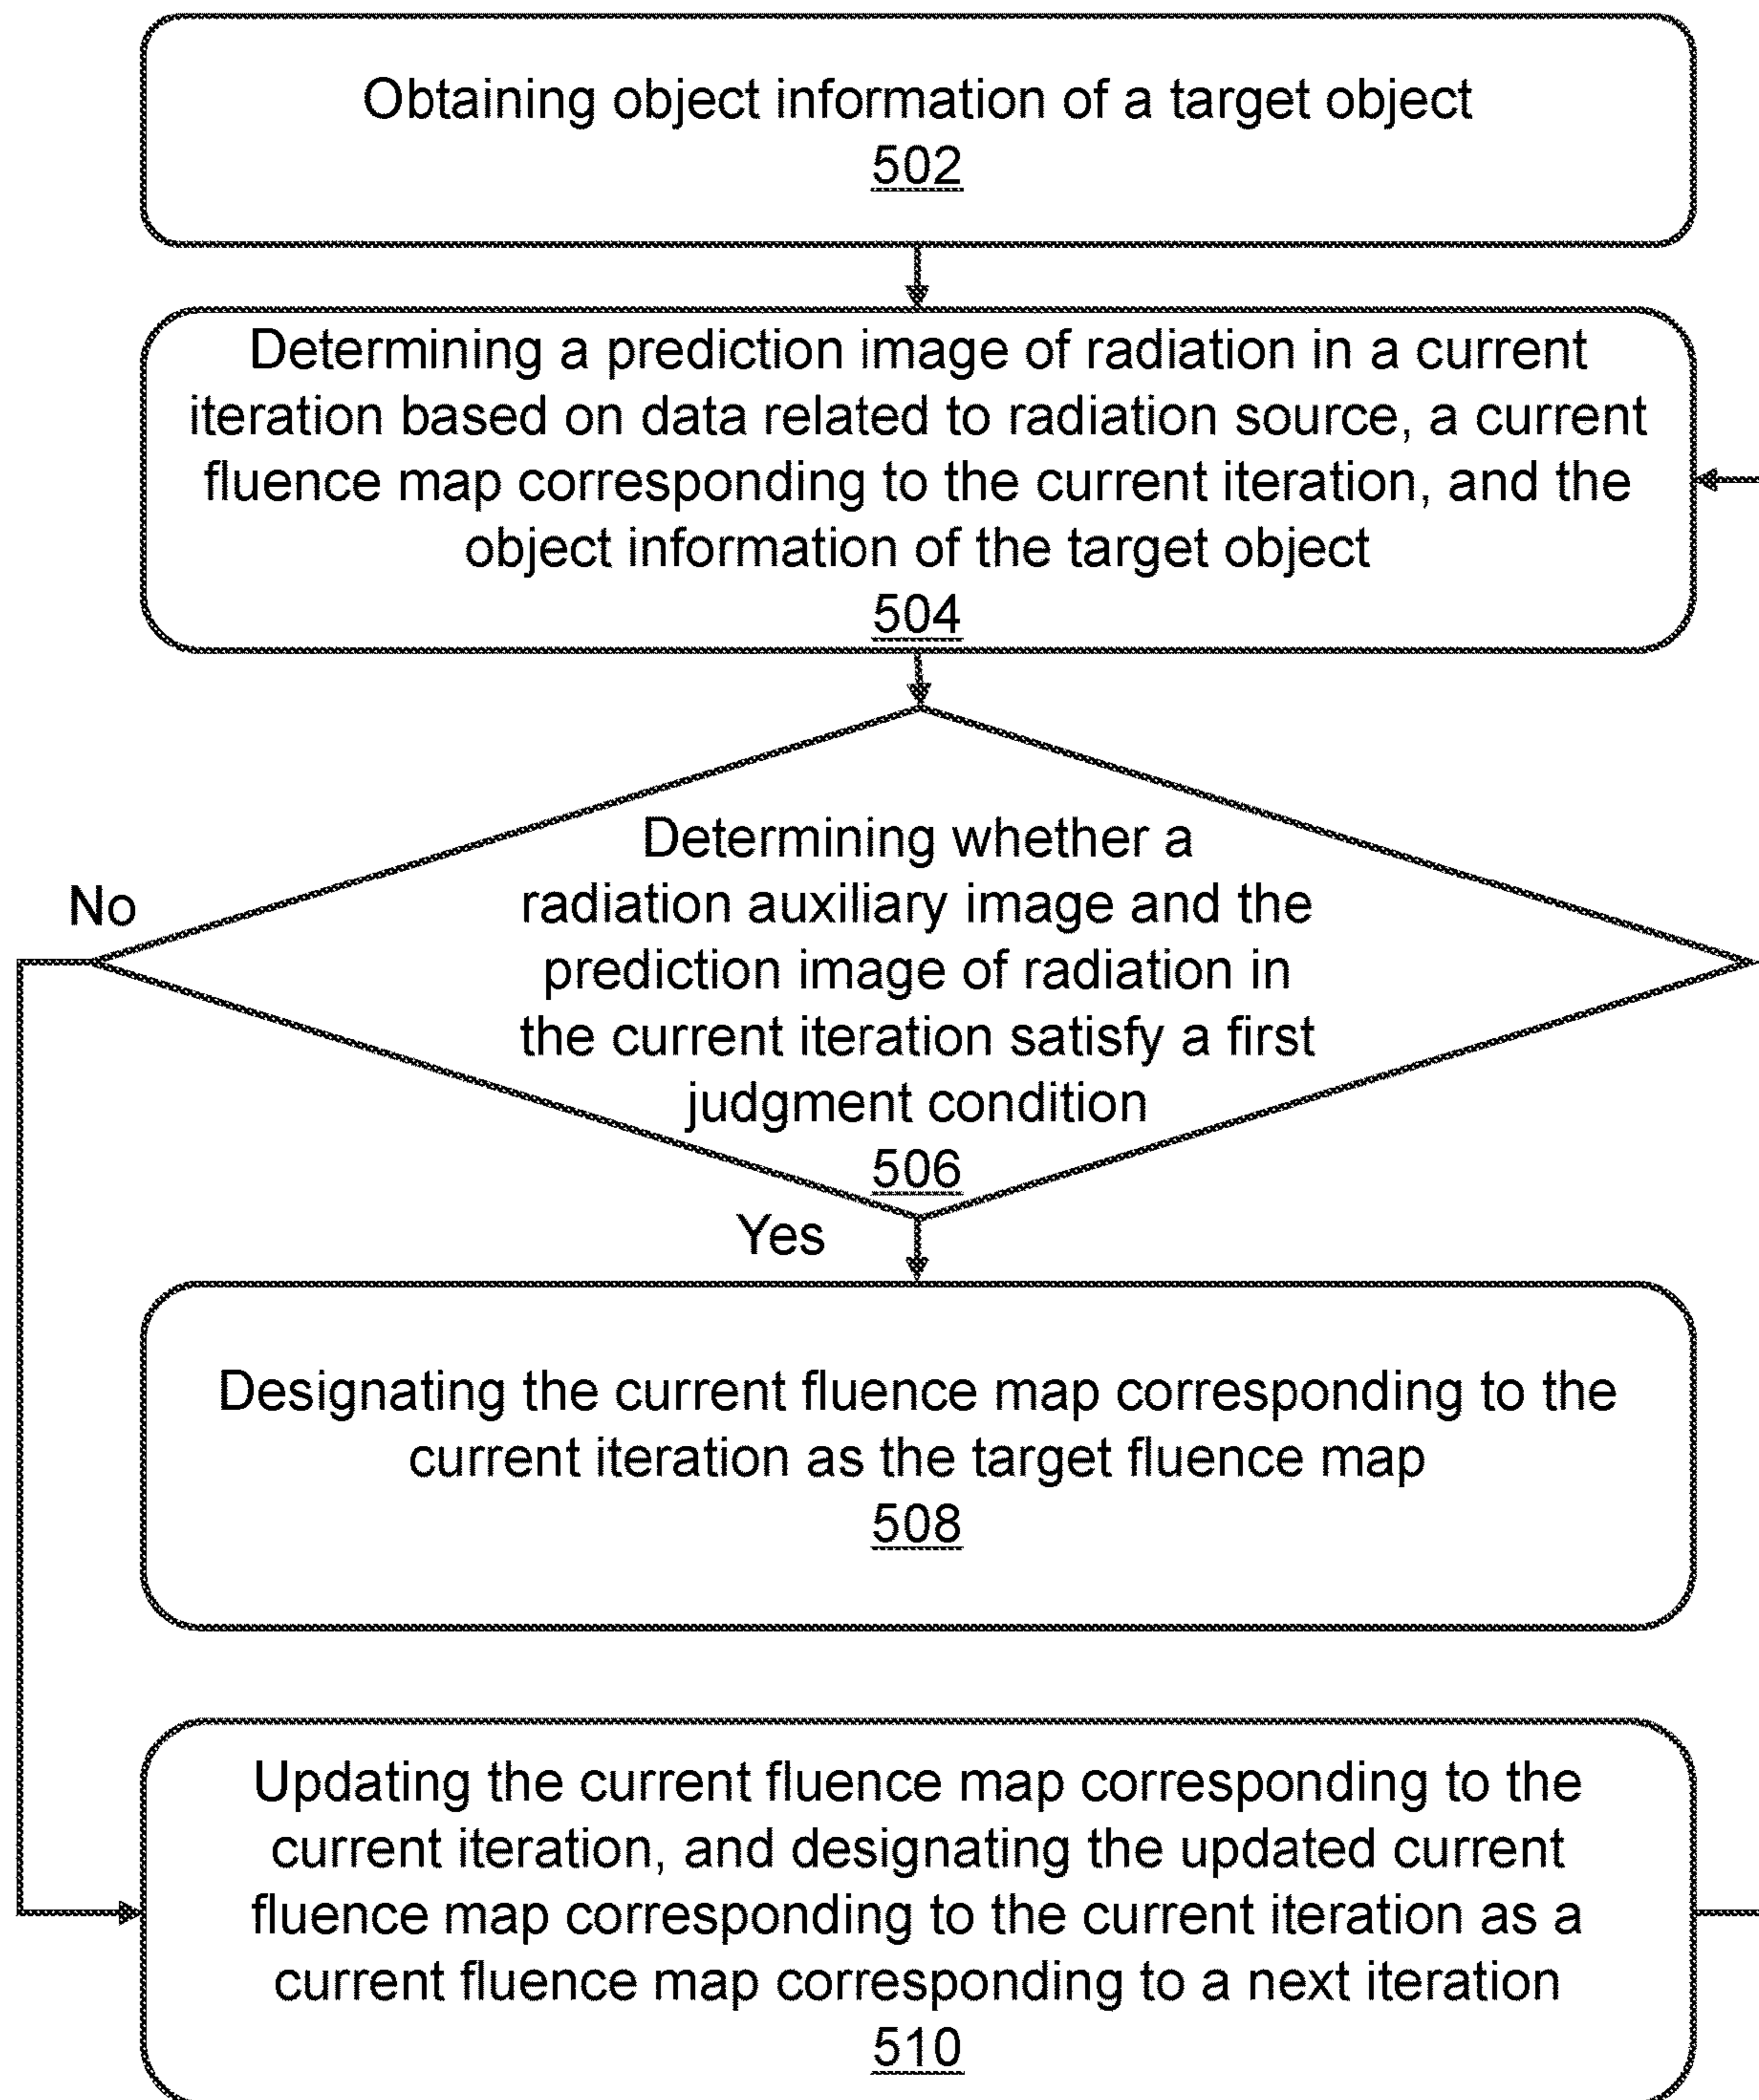 Obtaining object information of a target object
502
Determining a prediction image of radiation in a current
iteration based on data related to radiation source, a current
fluence map corresponding to the current iteration, and the
object information of the target object
504
Determining whether a
radiation auxiliary image and the
prediction image of radiation in
the current iteration satisfy a first
judgment condition
506
No
Yes
Designating the current fluence map corresponding to the
current iteration as the target fluence map
508
Updating the current fluence map corresponding to the
current iteration, and designating the updated current
fluence map corresponding to the current iteration as a
current fluence map corresponding to a next iteration
510